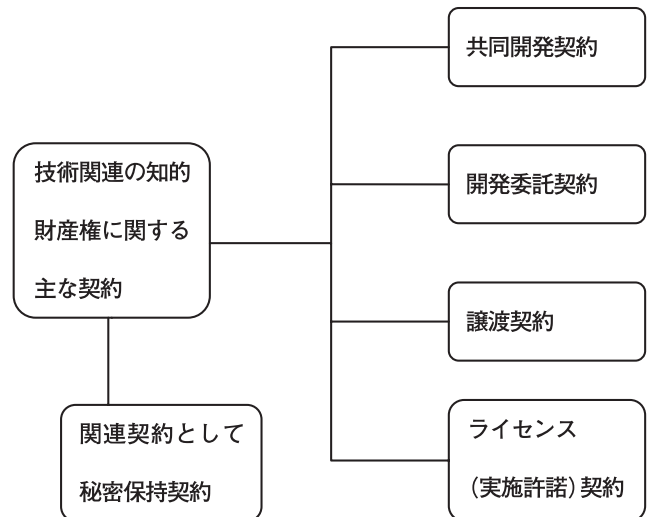 技術関連の知的
財産権に関する
主な契約
関連契約として
秘密保持契約
共同開発契約
開発委託契約
譲渡契約
ライセンス
(実施許諾)契約